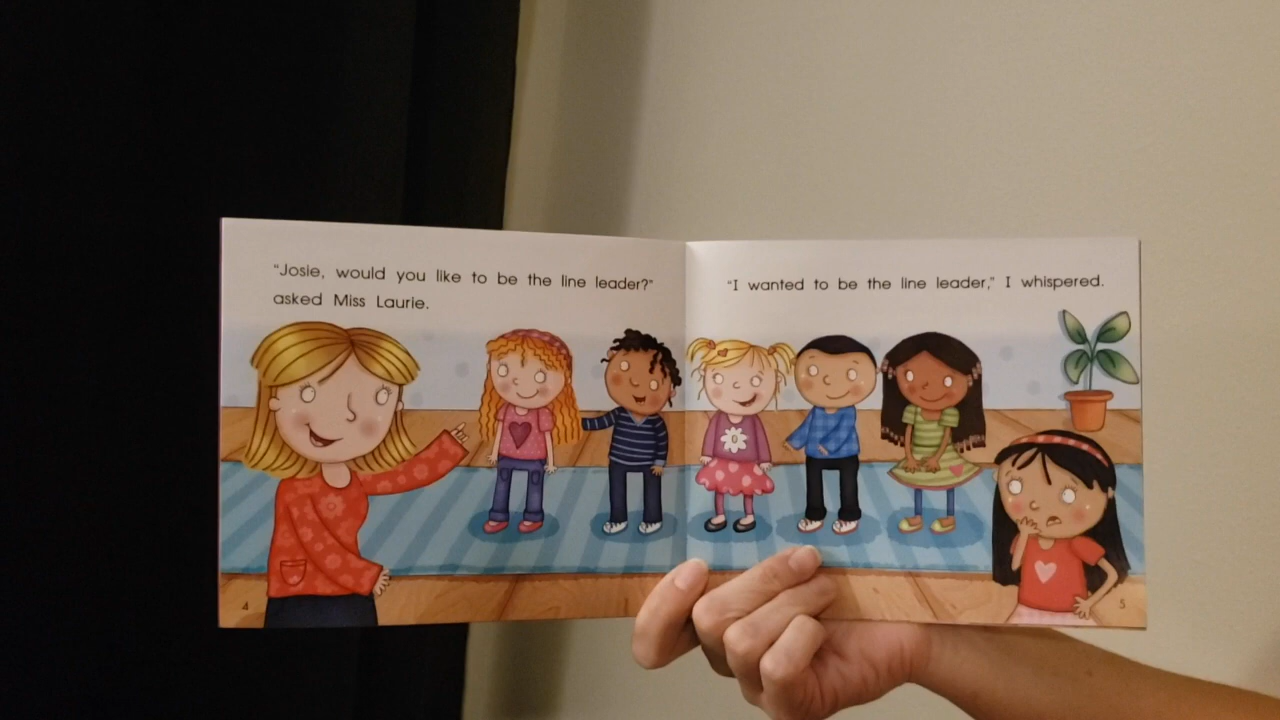 "Josie, would you like to be the line leader?"
asked Miss Laurie.
"I wanted to be the line leader," I whispered.
4
5